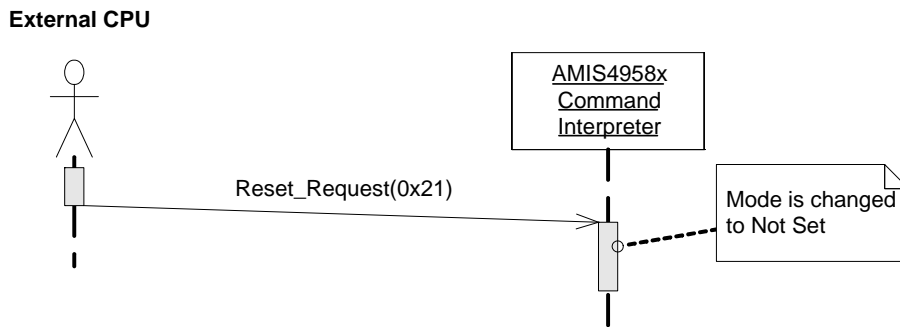 External CPU
AMIS4958x
Command
Interpreter
Reset_Request(0x21)
Mode is changed
to Not Set